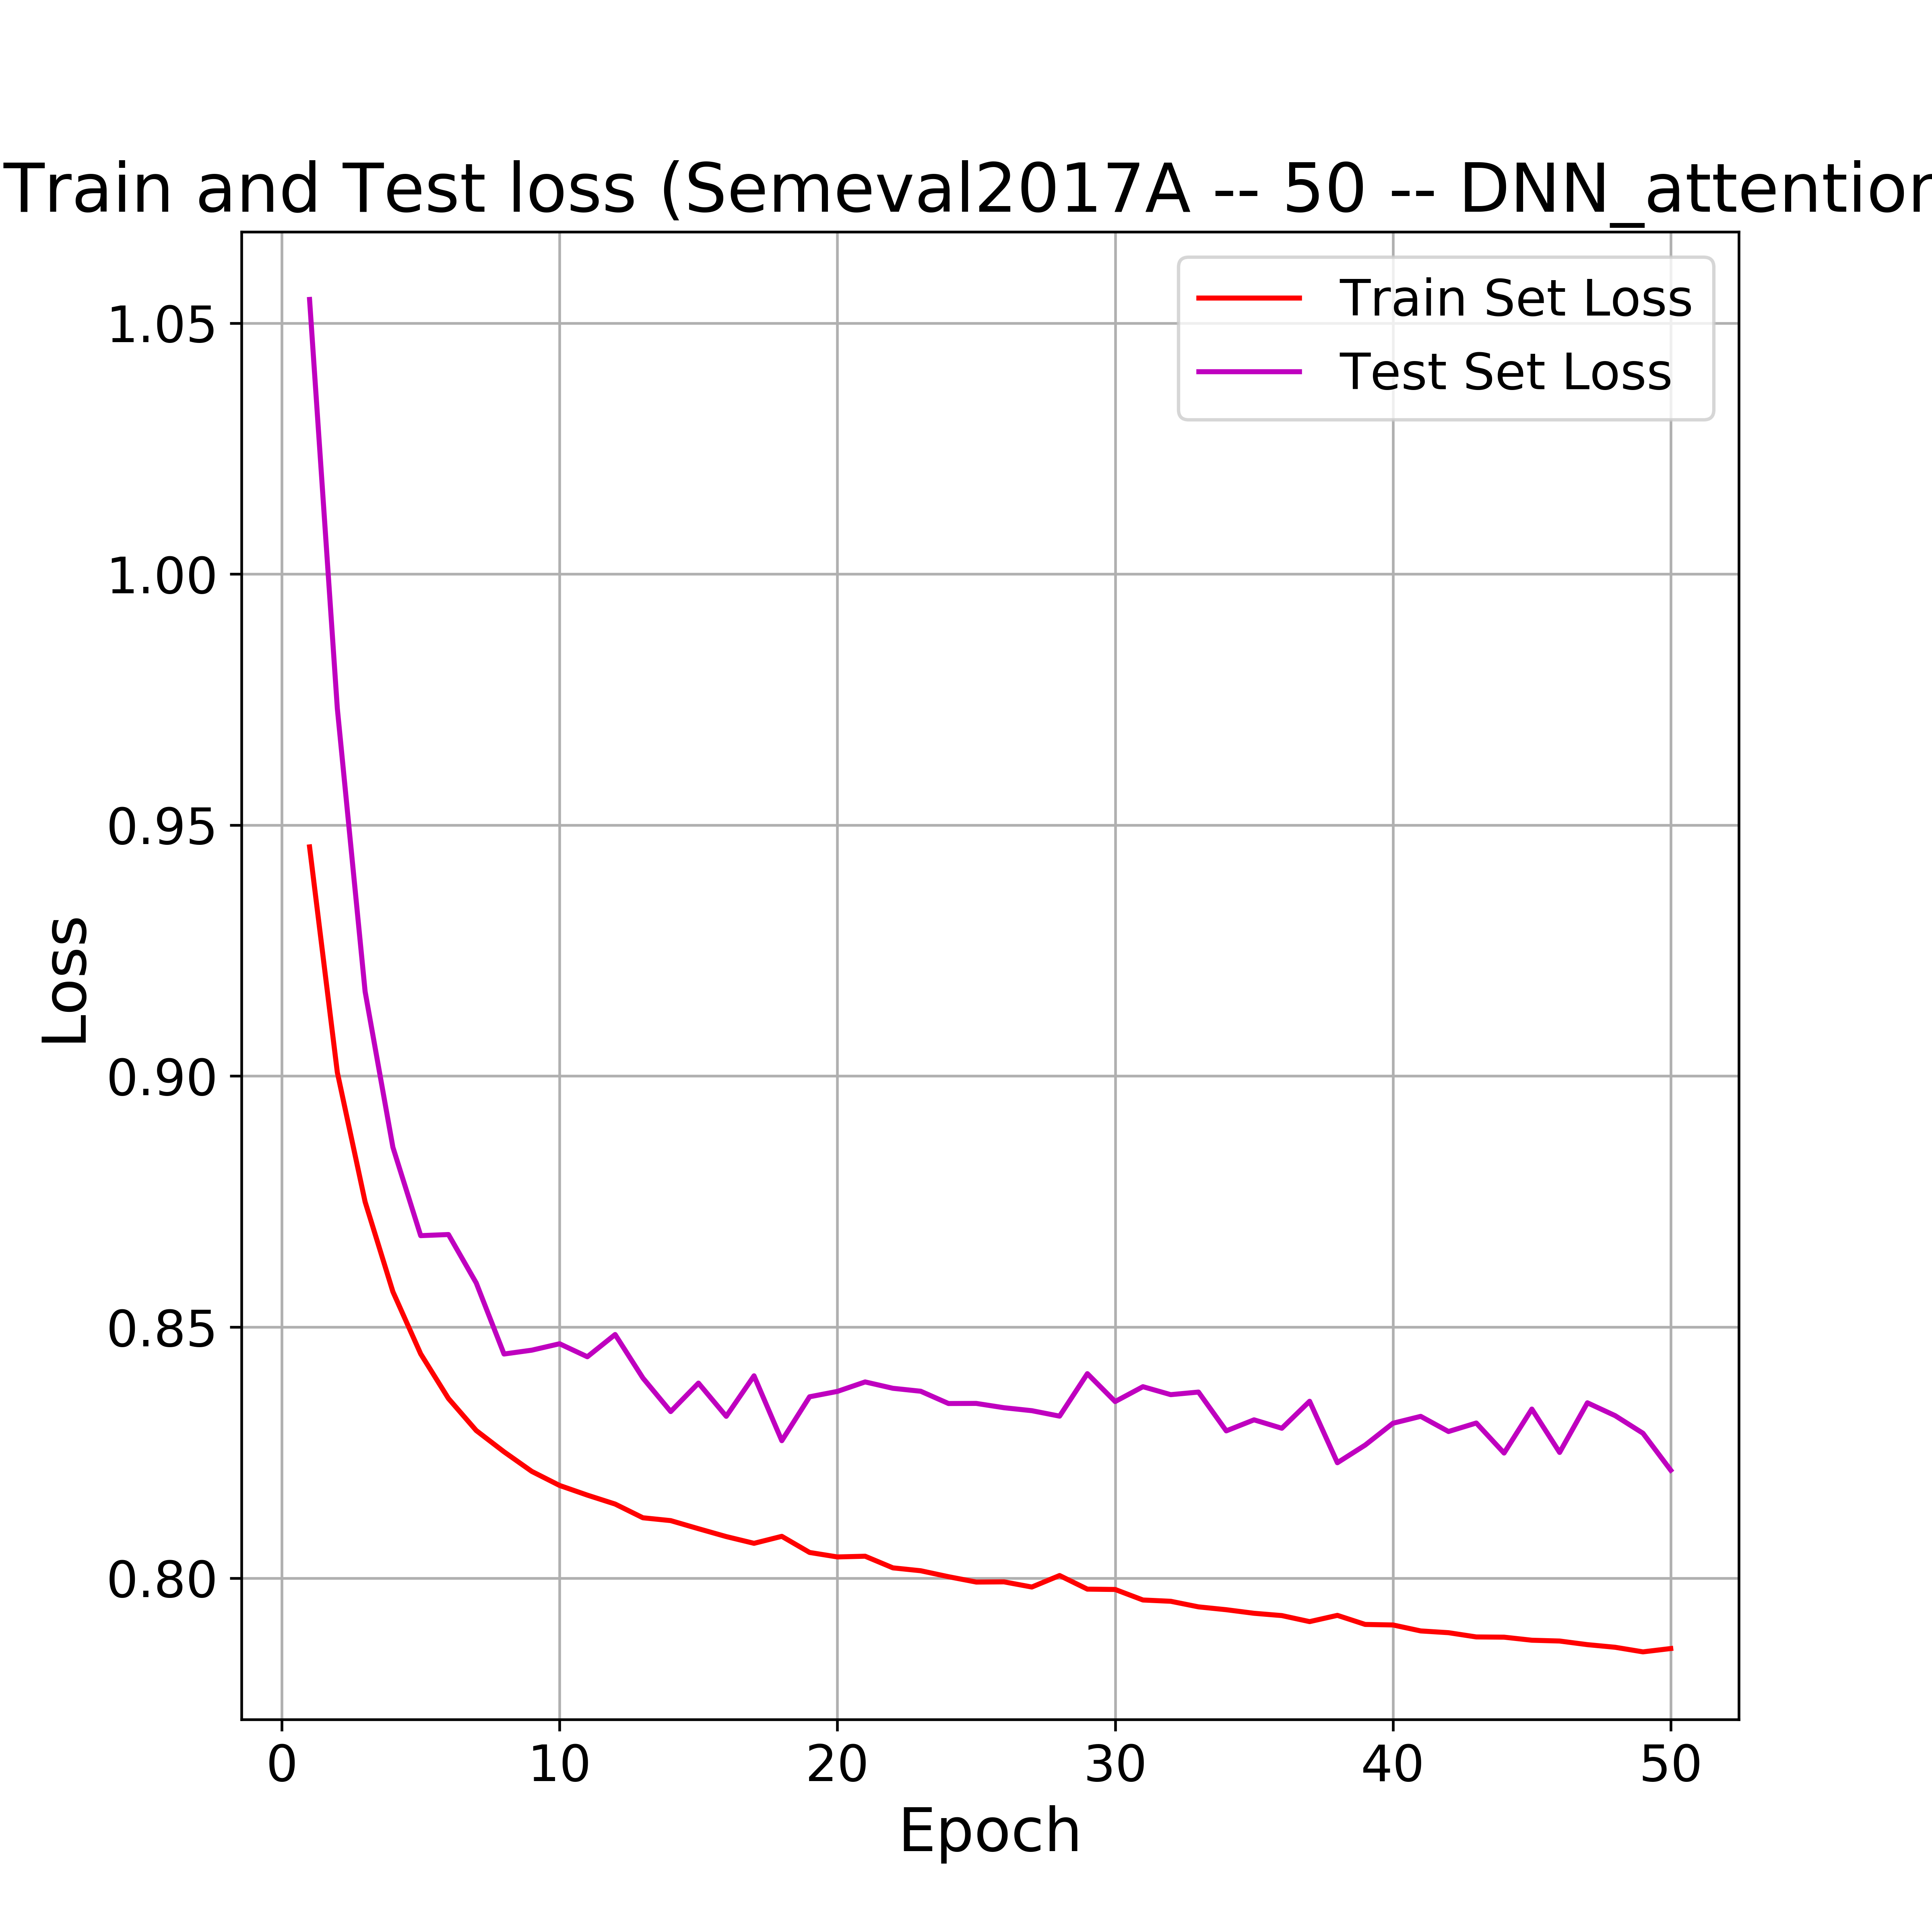 Train and Test loss (Semeval2017A -- 50 -- DNN_attention
Train Set Loss
Test Set Loss
1.05
1.00
0.95
0.90
0.85
0.80
Loss
0 10 20 30 40 50
Epoch